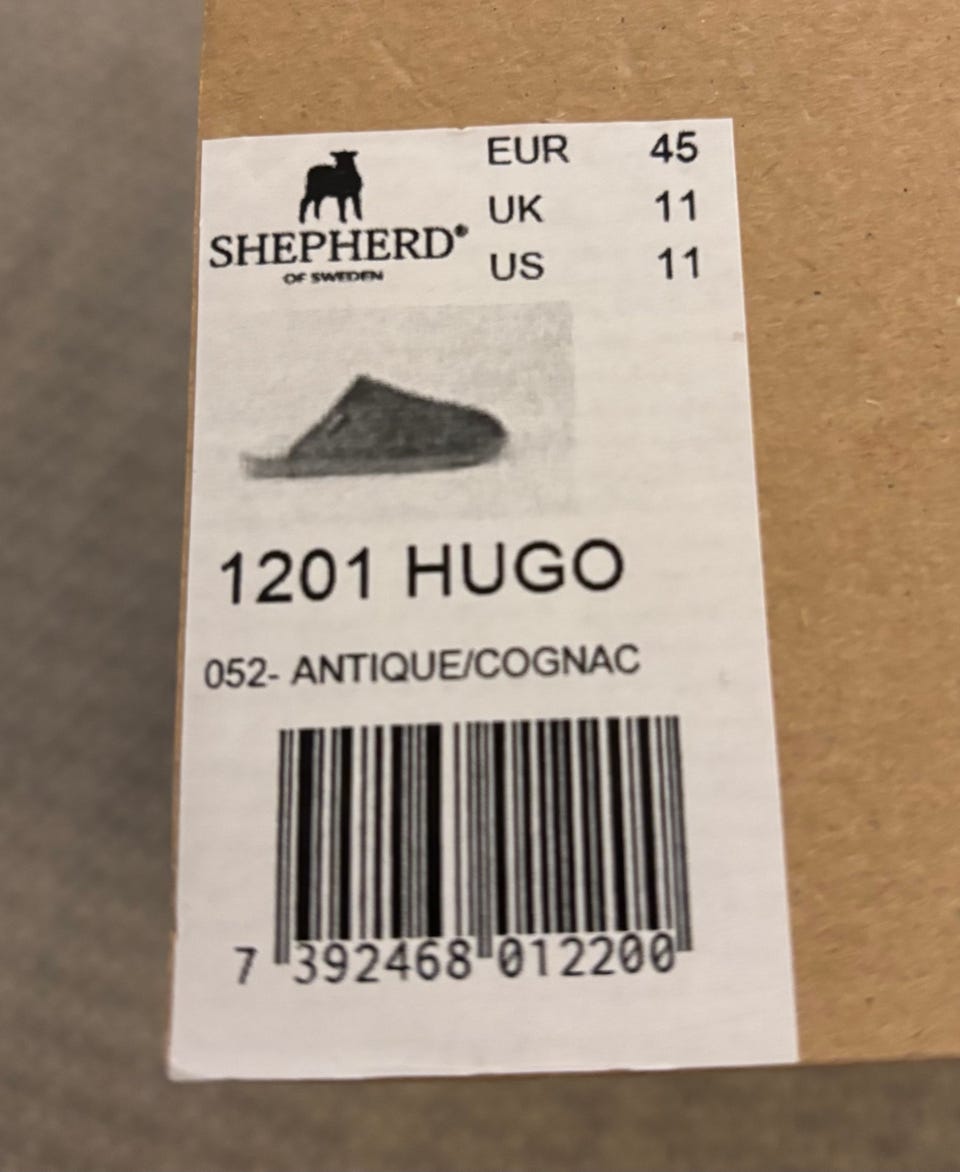 SHEPHERD®
OF SWEDEN
EUR 45
UK 11
US 11
1201 HUGO
052- ANTIQUE/COGNAC
7 392468 012200